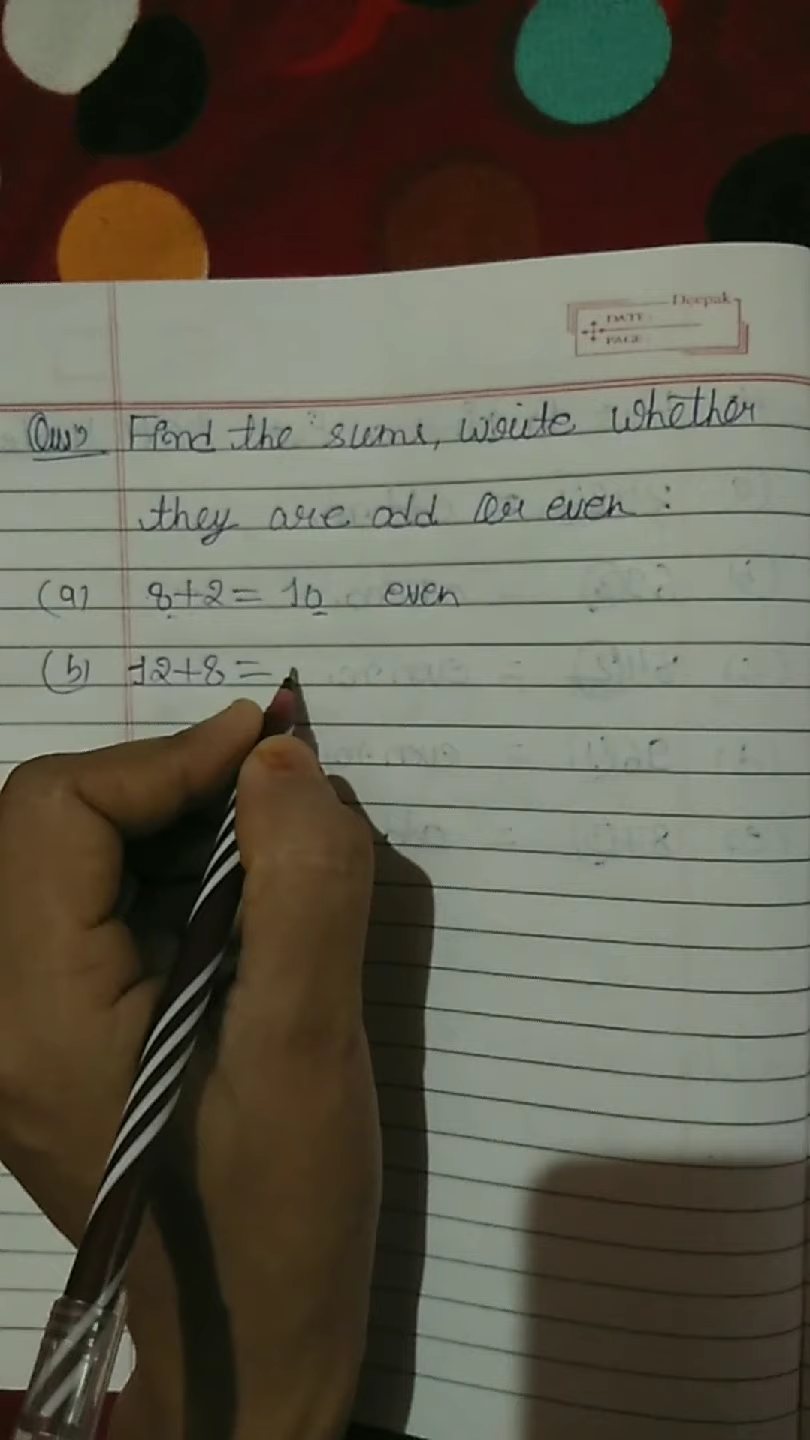 Deepak
DATE:
PAGE:
Ques Find the sums, write whether
they are odd or even :
(a) 8+2= 10 even
(b) 12+8=